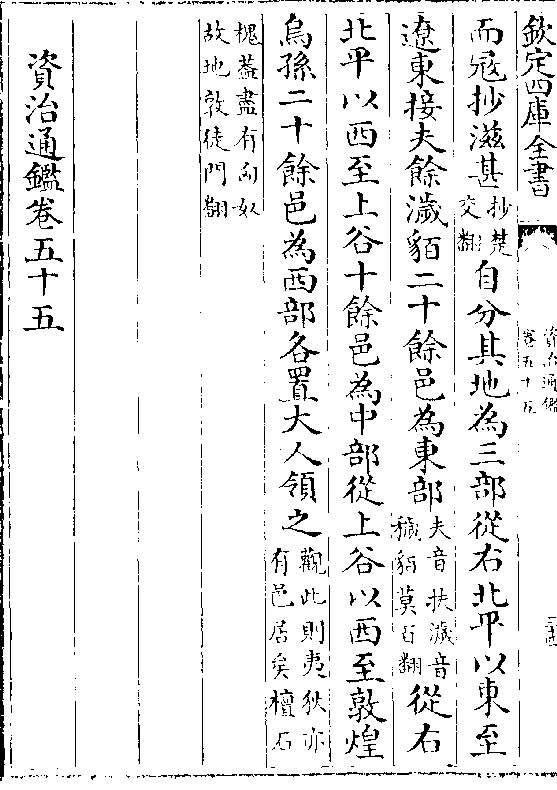 欽定四庫全書
資治通鑑
卷五十五
而寇抄滋甚抄楚交翻自分其地為三部從右北平以東至
遼東接夫餘濊貊二十餘邑為東部夫音扶濊音穢貊莫百翻從右
北平以西至上谷十餘邑為中部從上谷以西至敦煌
烏孫二十餘邑為西部各置大人領之觀此則夷狄亦有邑居矣檀石
槐葢盡有匈奴故地敦徒門翻
資治通鑑卷五十五